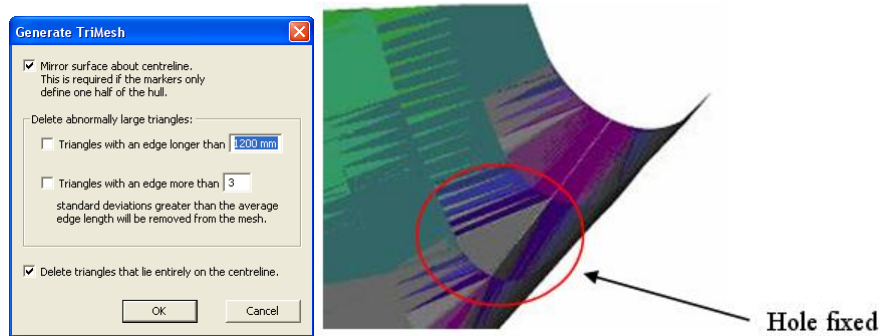 Generate TriMesh
Mirror surface about centreline.
This is required if the markers only
define one half of the hull.
Delete abnormally large triangles:
Triangles with an edge longer than 1200 mm
Triangles with an edge more than 3
standard deviations greater than the average
edge length will be removed from the mesh.
Delete triangles that lie entirely on the centreline.
OK Cancel
Hole fixed